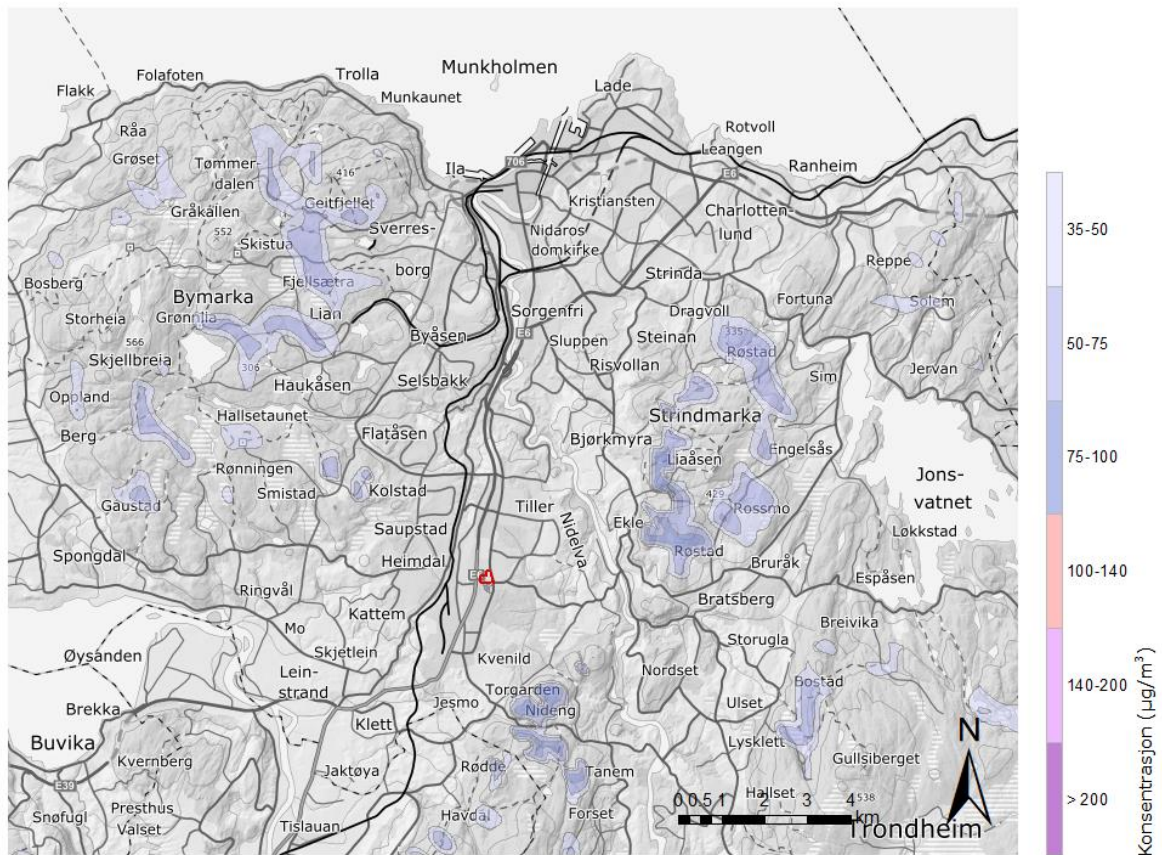 Munkholmen
Folafoten
Trolla
Flakk
Munkaunet
Lade
Råa
Rotvoll
Grøset
Tømmer-
dalen
Ila
706
Leangen
Ranheim
416
E6
Geitfjellet
Kristiansten
Gråkallen
Charlotten-
lund
552
Sverres-
borg
Nidaros
domkirke
Skistua
Reppe
Bosberg
Fjellsætra
Strinda
Bymarka
Fortuna
Solem
Storheia
Grønnlia
Lian
Sorgenfri
Dragvoll
E6
Byåsen
Steinan
335
566
Sluppen
Røstad
Skjellbreia
306
Risvollan
Jervan
Haukåsen
Selsbakk
Sim
Oppland
Hallsetaunet
Strindmarka
Berg
Flatåsen
Bjørkmyra
Engelsås
Rønningen
Liaåsen
Jons-
vatnet
Smistad
Kolstad
429
Gaustad
Tiller
Rossmo
Saupstad
Nidelva
Ekle
Løkkstad
Spongdal
Heimdal
Røstad
Bruråk
Espåsen
Ringvål
Kattem
Bratsberg
Mo
Breivika
Øysanden
Skjetlein
Storugla
Kvenild
Lein-
strand
Nordset
Bostad
Torgarden
Jesmo
Nideng
Ulset
Brekka
Klett
Buvika
Lysklett
Kvernberg
Gullsiberget
Jaktøya
Rødde
Tanem
E39
Hallset
538
Presthus
Snøfugl
Valset
Havdal
Forset
Tislauan
Trondheim
N
0 0.5 1 2 3 4
km
35-50
50-75
75-100
100-140
140-200
> 200
Konsentrasjon (µg/m³)